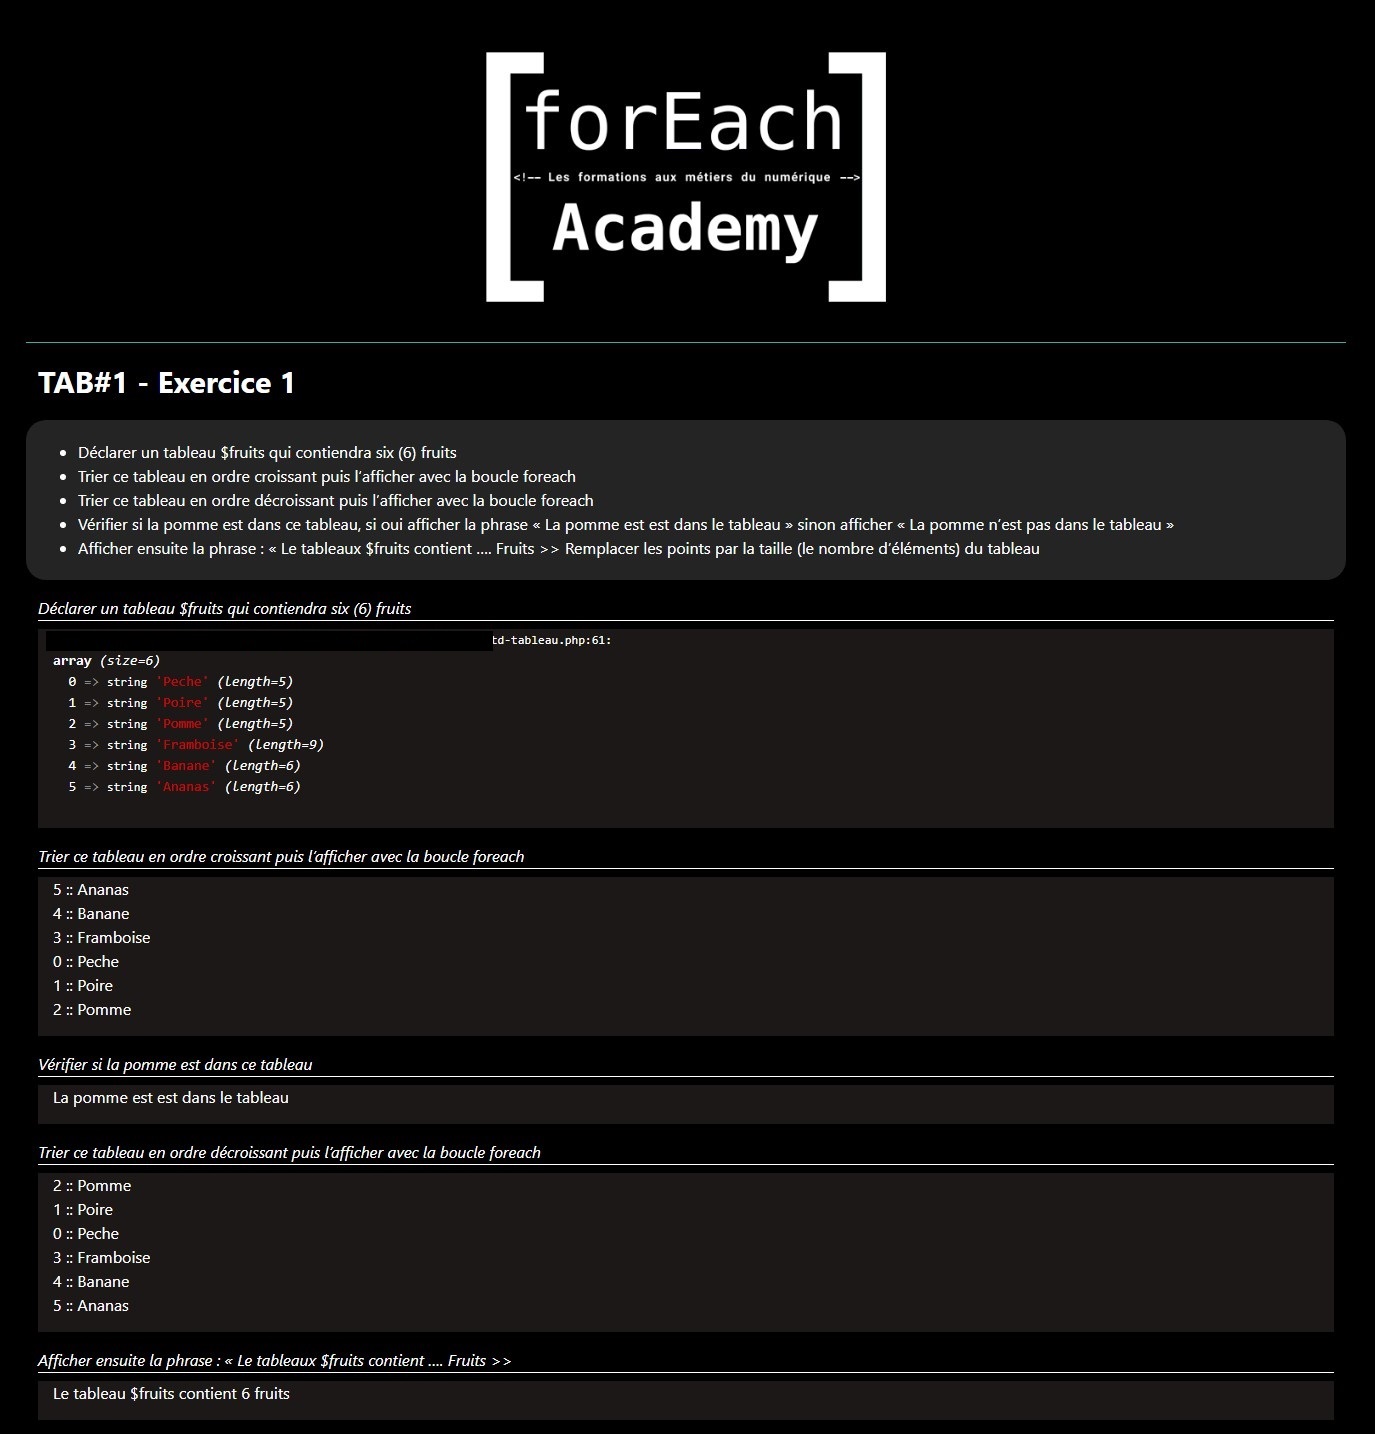 forEach
<!-- Les formations aux métiers du numérique -->
Academy
TAB#1 - Exercice 1
• Déclarer un tableau $fruits qui contiendra six (6) fruits
• Trier ce tableau en ordre croissant puis l'afficher avec la boucle foreach
• Trier ce tableau en ordre décroissant puis l'afficher avec la boucle foreach
• Vérifier si la pomme est dans ce tableau, si oui afficher la phrase « La pomme est est dans le tableau » sinon afficher « La pomme n'est pas dans le tableau »
• Afficher ensuite la phrase : « Le tableaux $fruits contient .... Fruits >> Remplacer les points par la taille (le nombre d'éléments) du tableau
Déclarer un tableau $fruits qui contiendra six (6) fruits
td-tableau.php:61:
array (size=6)
0 => string 'Peche' (length=5)
1 => string 'Poire' (length=5)
2 => string 'Pomme' (length=5)
3 => string 'Framboise' (length=9)
4 => string 'Banane' (length=6)
5 => string 'Ananas' (length=6)
Trier ce tableau en ordre croissant puis l'afficher avec la boucle foreach
5 :: Ananas
4 :: Banane
3 :: Framboise
0 :: Peche
1 :: Poire
2 :: Pomme
Vérifier si la pomme est dans ce tableau
La pomme est est dans le tableau
Trier ce tableau en ordre décroissant puis l'afficher avec la boucle foreach
2 :: Pomme
1 :: Poire
0 :: Peche
3 :: Framboise
4 :: Banane
5 :: Ananas
Afficher ensuite la phrase : « Le tableaux $fruits contient .... Fruits >>
Le tableau $fruits contient 6 fruits